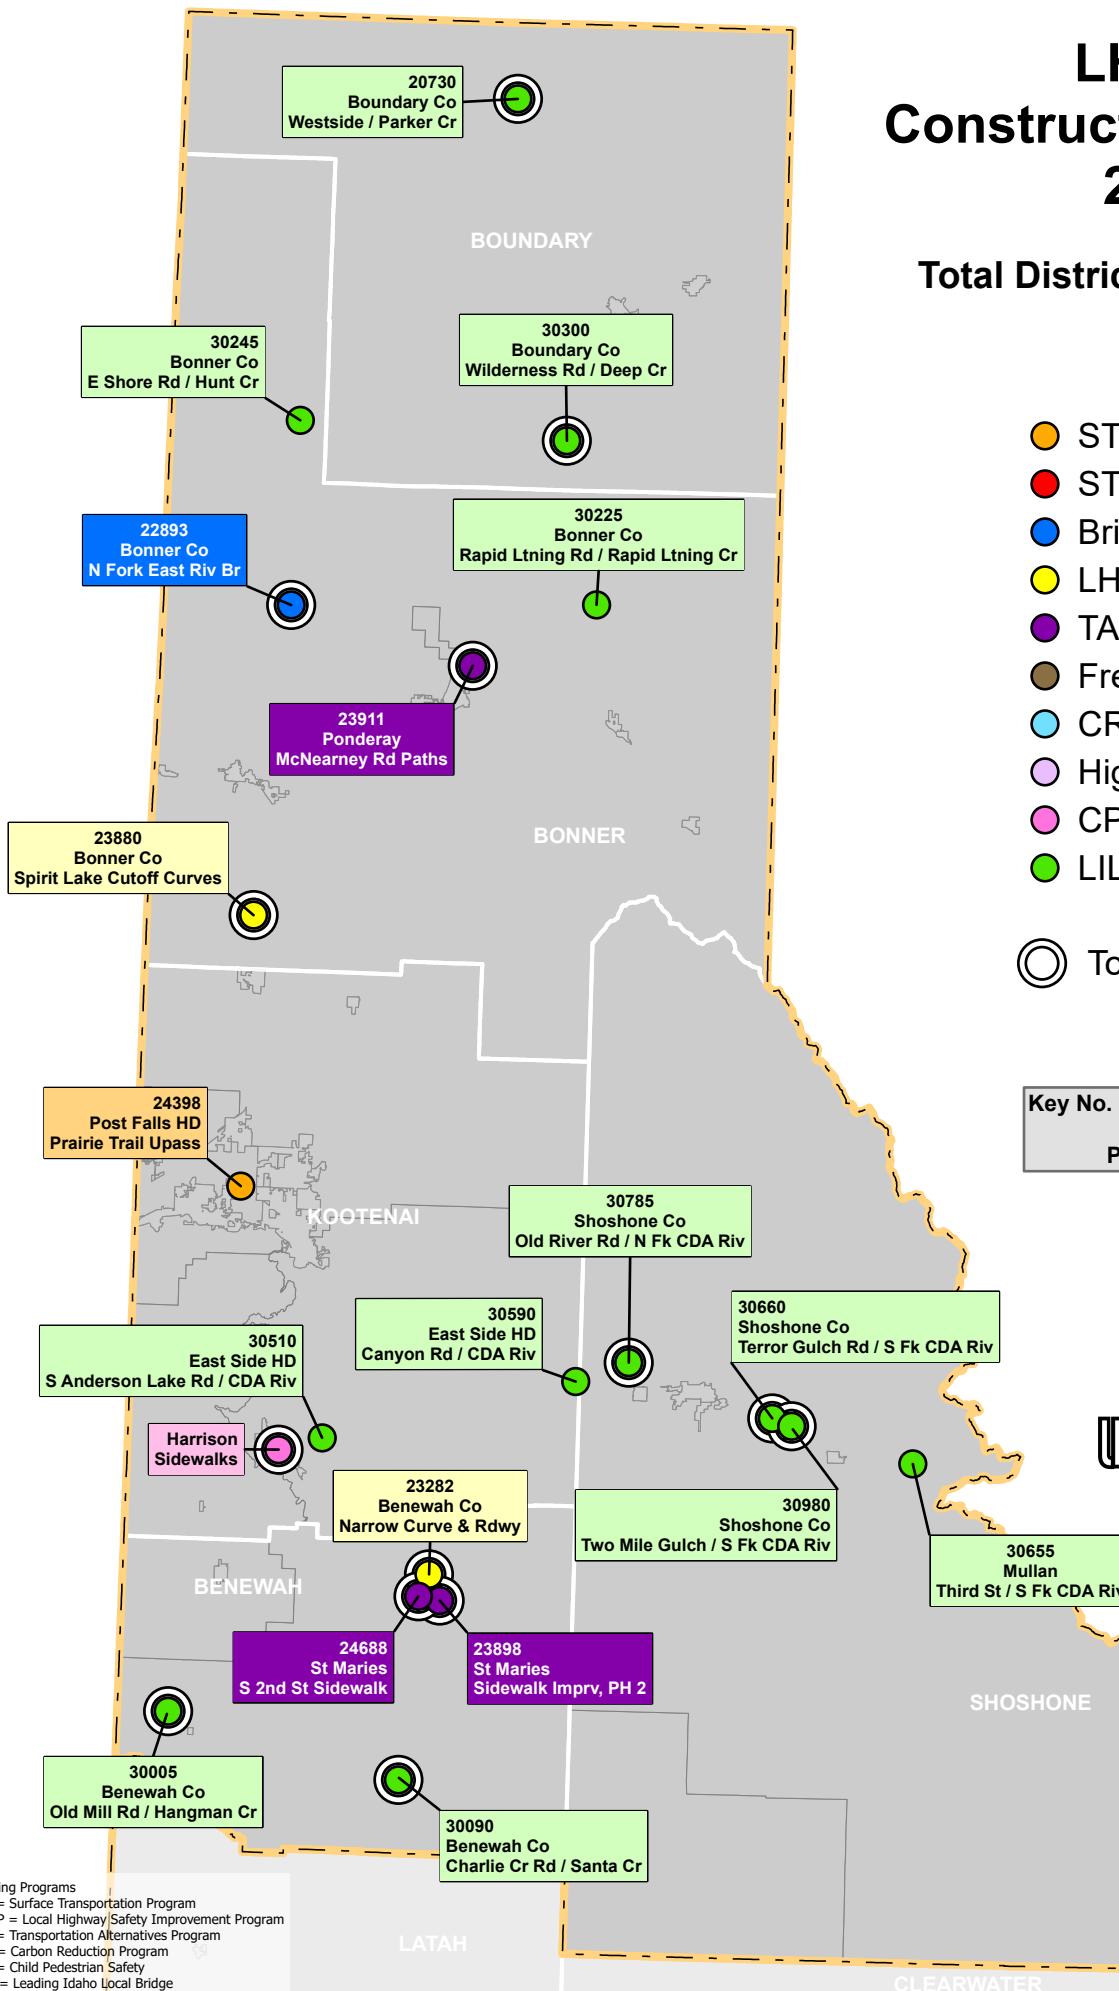 LH
Construct
2
Total Distric
20730
Boundary Co
Westside / Parker Cr
BOUNDARY
30245
Bonner Co
E Shore Rd / Hunt Cr
30300
Boundary Co
Wilderness Rd / Deep Cr
22893
Bonner Co
N Fork East Riv Br
30225
Bonner Co
Rapid Ltning Rd / Rapid Ltning Cr
23911
Ponderay
McNearney Rd Paths
BONNER
23880
Bonner Co
Spirit Lake Cutoff Curves
ST
ST
Bri
LH
TA
Fre
CR
Hig
CP
LIL
To
Key No.
P
24398
Post Falls HD
Prairie Trail Upass
KOOTENAI
30785
Shoshone Co
Old River Rd / N Fk CDA Riv
30590
East Side HD
Canyon Rd / CDA Riv
30660
Shoshone Co
Terror Gulch Rd / S Fk CDA Riv
30510
East Side HD
S Anderson Lake Rd / CDA Riv
Harrison
Sidewalks
23282
Benewah Co
Narrow Curve & Rdwy
30980
Shoshone Co
Two Mile Gulch / S Fk CDA Riv
30655
Mullan
Third St / S Fk CDA Riv
BENEWAH
24688
St Maries
S 2nd St Sidewalk
23898
St Maries
Sidewalk Imprv, PH 2
SHOSHONE
30005
Benewah Co
Old Mill Rd / Hangman Cr
30090
Benewah Co
Charlie Cr Rd / Santa Cr
LATAH
CLEARWATER
ing Programs
= Surface Transportation Program
P = Local Highway Safety Improvement Program
= Transportation Alternatives Program
= Carbon Reduction Program
= Child Pedestrian Safety
= Leading Idaho Local Bridge